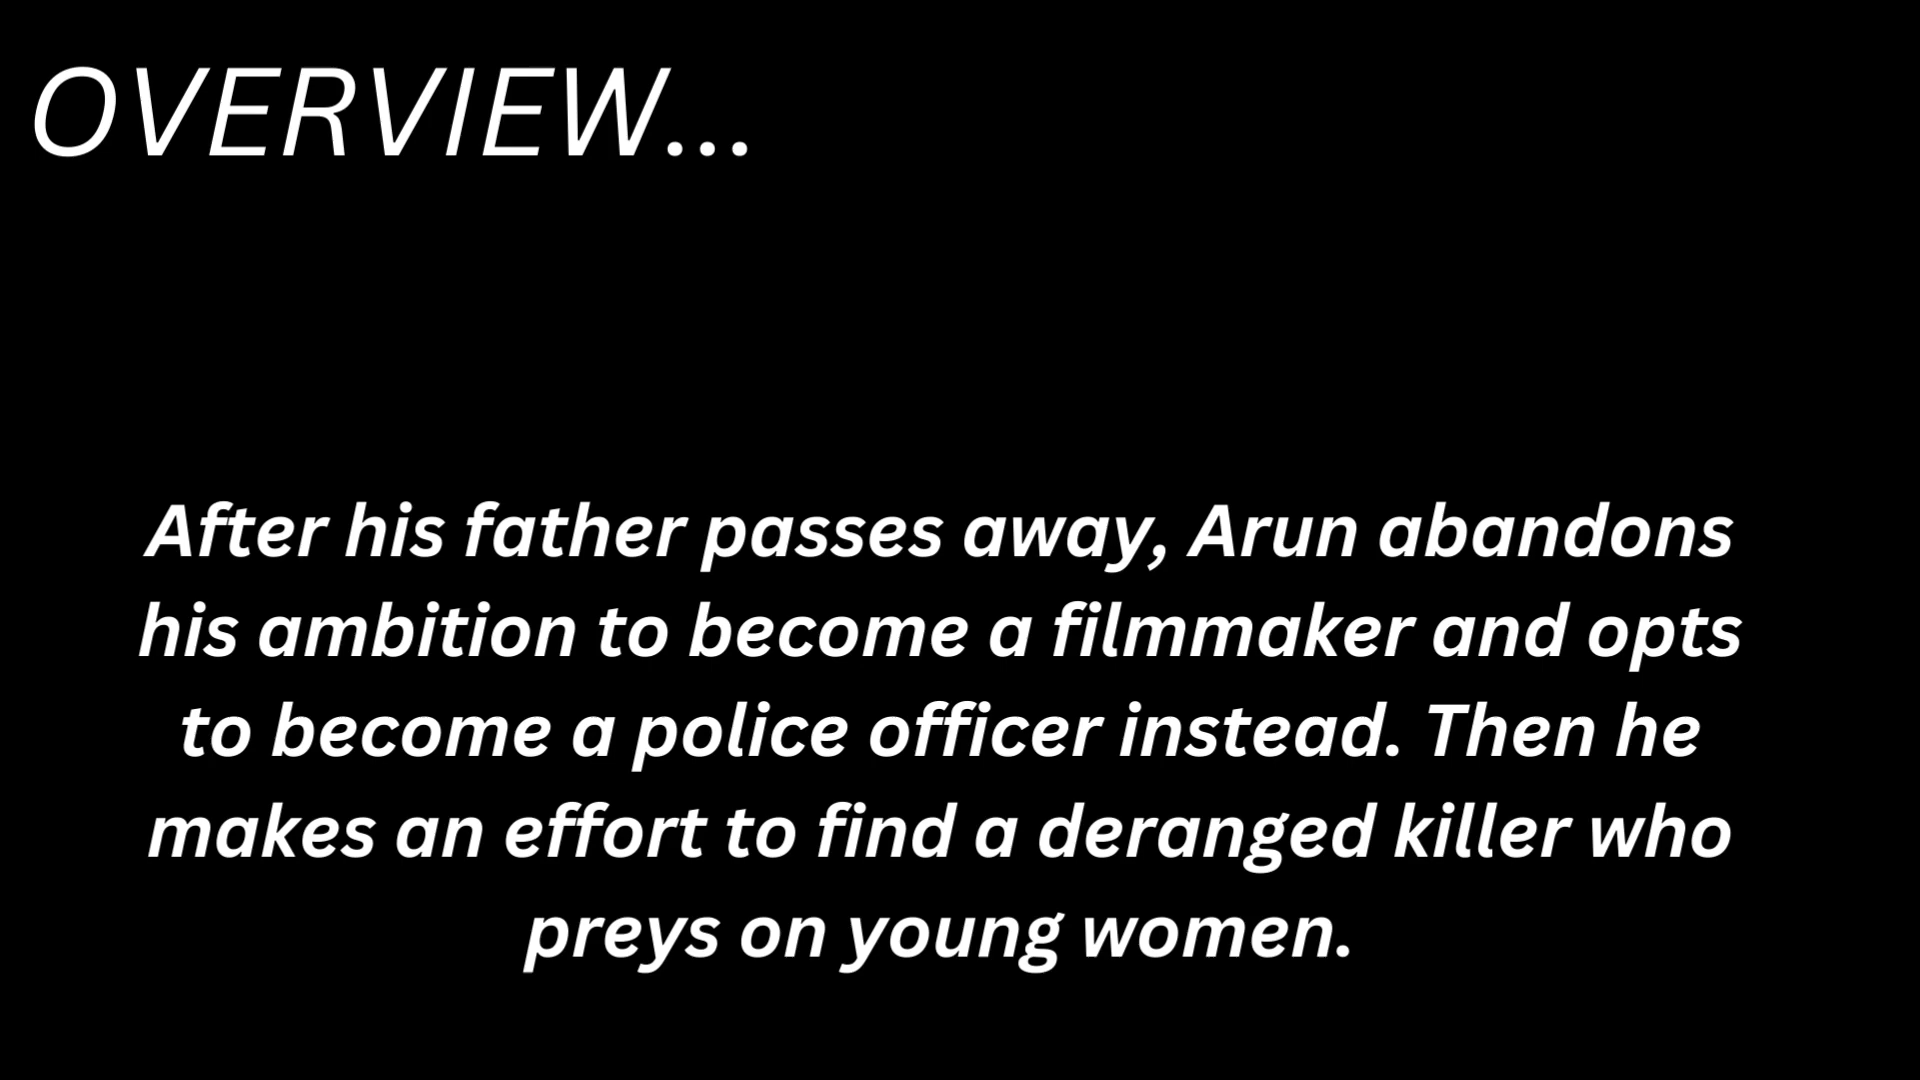 OVERVIEW...
After his father passes away, Arun abandons
his ambition to become a filmmaker and opts
to become a police officer instead. Then he
makes an effort to find a deranged killer who
preys on young women.